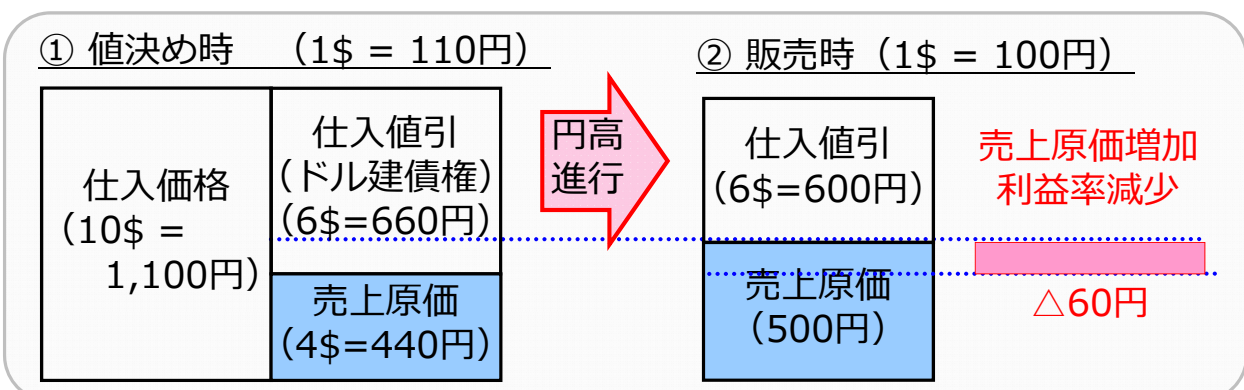 ① 値決め時　（1$ = 110円）
仕入価格
（10$ =
1,100円）
仕入値引
（ドル建債権）
（6$=660円）
売上原価
（4$=440円）
円高
進行
② 販売時（1$ = 100円）
仕入値引
（6$=600円）
売上原価
（500円）
売上原価増加
利益率減少
△60円